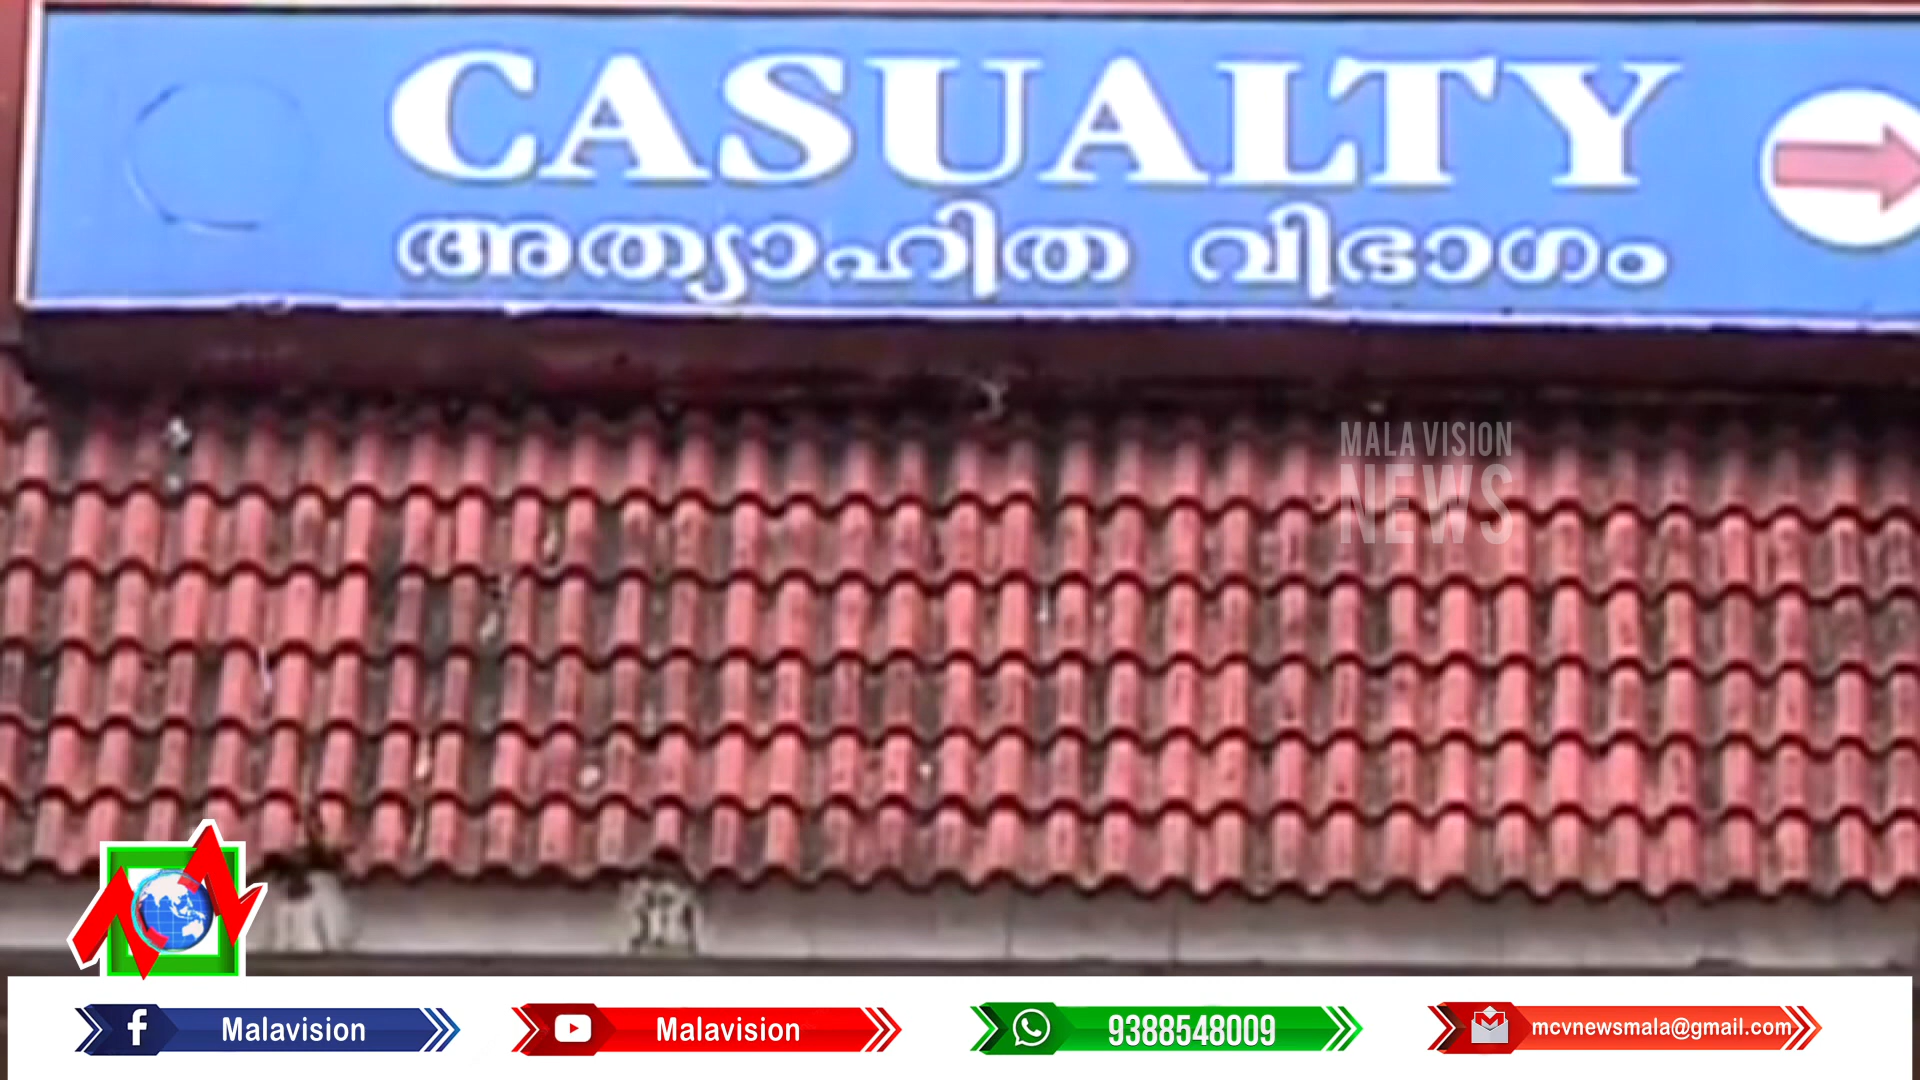 CASUALTY
അത്യാഹിത വിഭാഗം
MALA VISION
NEWS
Malavision
Malavision
9388548009
mcvnewsmala@gmail.com